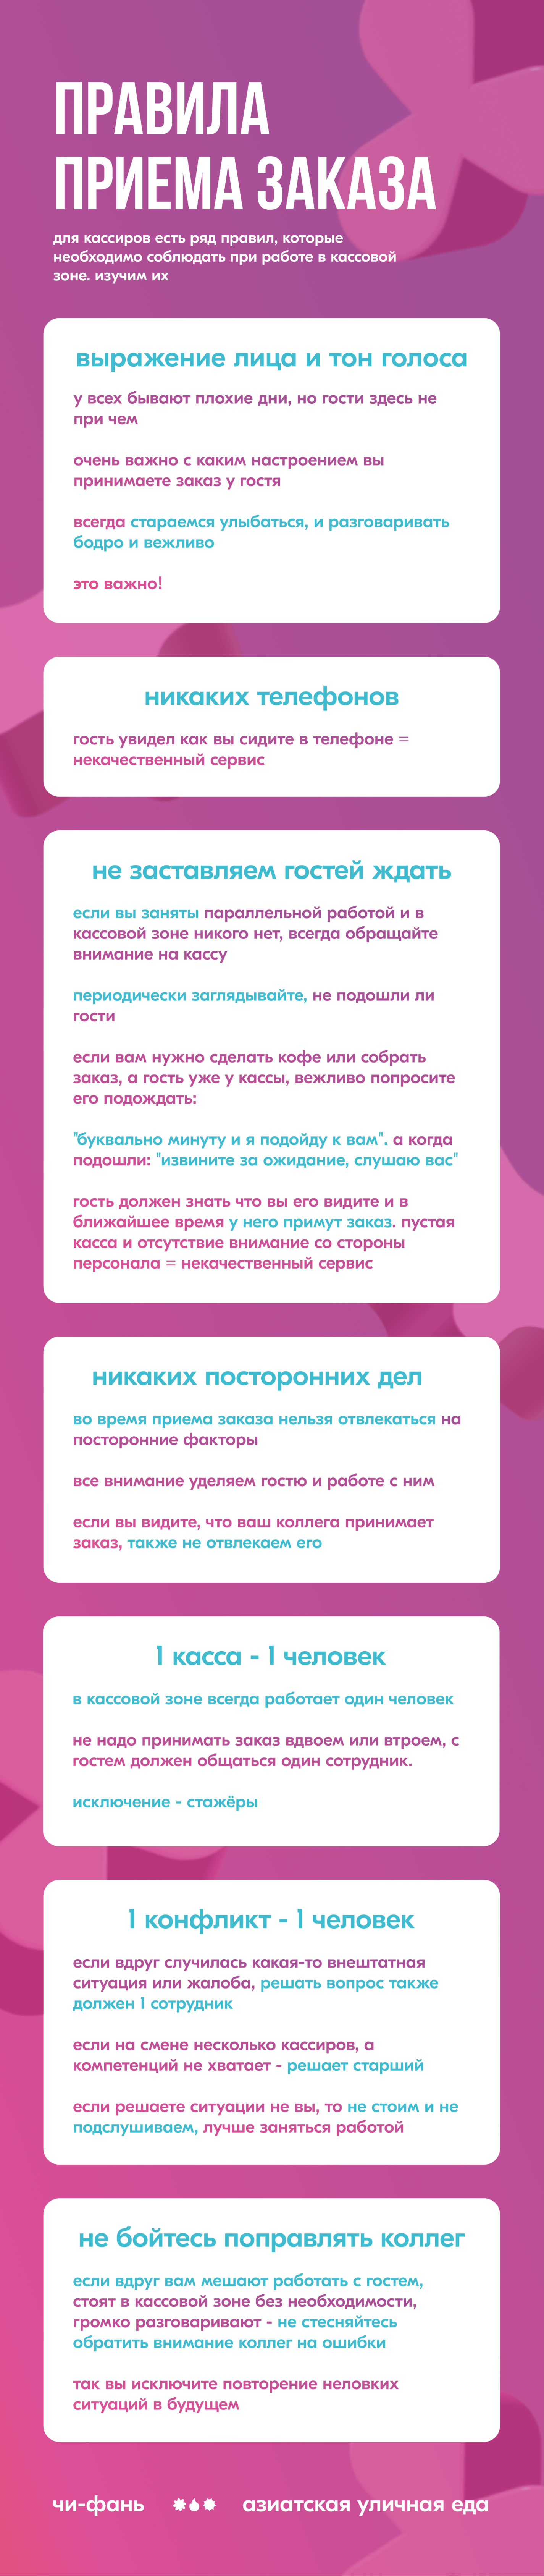 ПРАВИЛА
ПРИЕМА ЗАКАЗА
для кассиров есть ряд правил, которые
необходимо соблюдать при работе в кассовой
зоне. изучим их
выражение лица и тон голоса
у всех бывают плохие дни, но гости здесь не
при чем
очень важно с каким настроением вы
принимаете заказ у гостя
всегда стараемся улыбаться, и разговаривать
бодро и вежливо
это важно!
никаких телефонов
гость увидел как вы сидите в телефоне =
некачественный сервис
не заставляем гостей ждать
если вы заняты параллельной работой и в
кассовой зоне никого нет, всегда обращайте
внимание на кассу
периодически заглядывайте, не подошли ли
гости
если вам нужно сделать кофе или собрать
заказ, а гость уже у кассы, вежливо попросите
его подождать:
"буквально минуту и я подойду к вам". а когда
подошли: "извините за ожидание, слушаю вас"
гость должен знать что вы его видите и в
ближайшее время у него примут заказ. пустая
касса и отсутствие внимание со стороны
персонала = некачественный сервис
никаких посторонних дел
во время приема заказа нельзя отвлекаться на
посторонние факторы
все внимание уделяем гостю и работе с ним
если вы видите, что ваш коллега принимает
заказ, также не отвлекаем его
1 касса - 1 человек
в кассовой зоне всегда работает один человек
не надо принимать заказ вдвоем или втроем, с
гостем должен общаться один сотрудник.
исключение - стажёры
1 конфликт - 1 человек
если вдруг случилась какая-то внештатная
ситуация или жалоба, решать вопрос также
должен 1 сотрудник
если на смене несколько кассиров, а
компетенций не хватает - решает старший
если решаете ситуации не вы, то не стоим и не
подслушиваем, лучше заняться работой
не бойтесь поправлять коллег
если вдруг вам мешают работать с гостем,
стоят в кассовой зоне без необходимости,
громко разговаривают - не стесняйтесь
обратить внимание коллег на ошибки
так вы исключите повторение неловких
ситуаций в будущем
чи-фань азиатская уличная еда